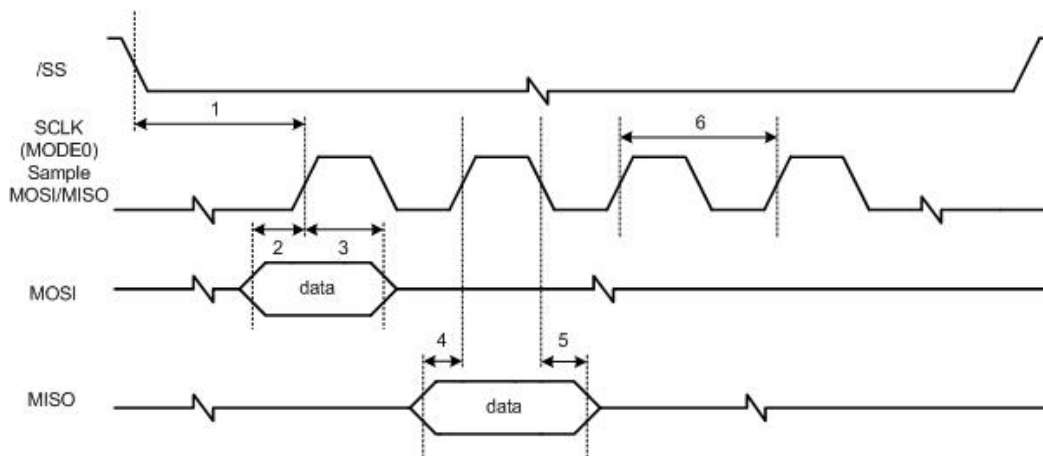 /SS
1
SCLK
(MODE0)
Sample
MOSI/MISO
6
2
3
MOSI
data
4
5
MISO
data